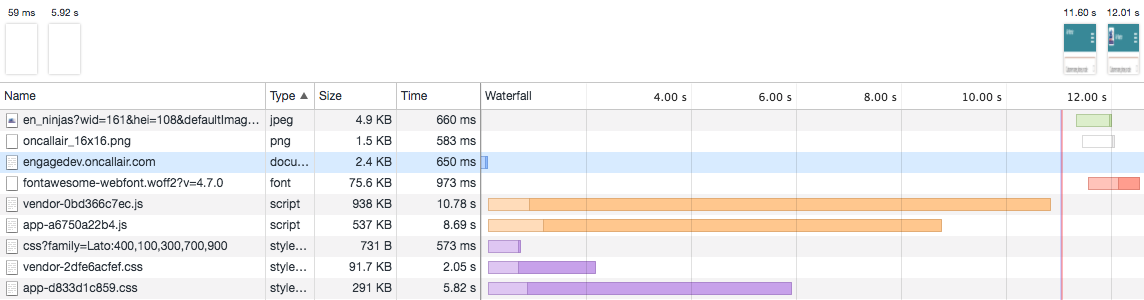 59 ms 5.92 s 11.60 s 12.01 s
Name Type ▲ Size Time Waterfall 4.00 s 6.00 s 8.00 s 10.00 s 12.00 s
en_ninjas?wid=161&hei=108&defaultImag... jpeg 4.9 KB 660 ms
oncallair_16x16.png png 1.5 KB 583 ms
engagedev.oncallair.com docu... 2.4 KB 650 ms
fontawesome-webfont.woff2?v=4.7.0 font 75.6 KB 973 ms
vendor-0bd366c7ec.js script 938 KB 10.78 s
app-a6750a22b4.js script 537 KB 8.69 s
css?family=Lato:400,100,300,700,900 style... 731 B 573 ms
vendor-2dfe6acfef.css style... 91.7 KB 2.05 s
app-d833d1c859.css style... 291 KB 5.82 s